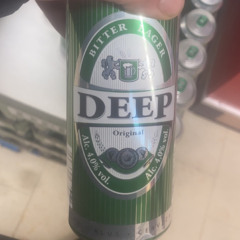 BITTER LAGER
DEEP
Original
Alc. 4.0% vol.
Alc. 4.0% vol.